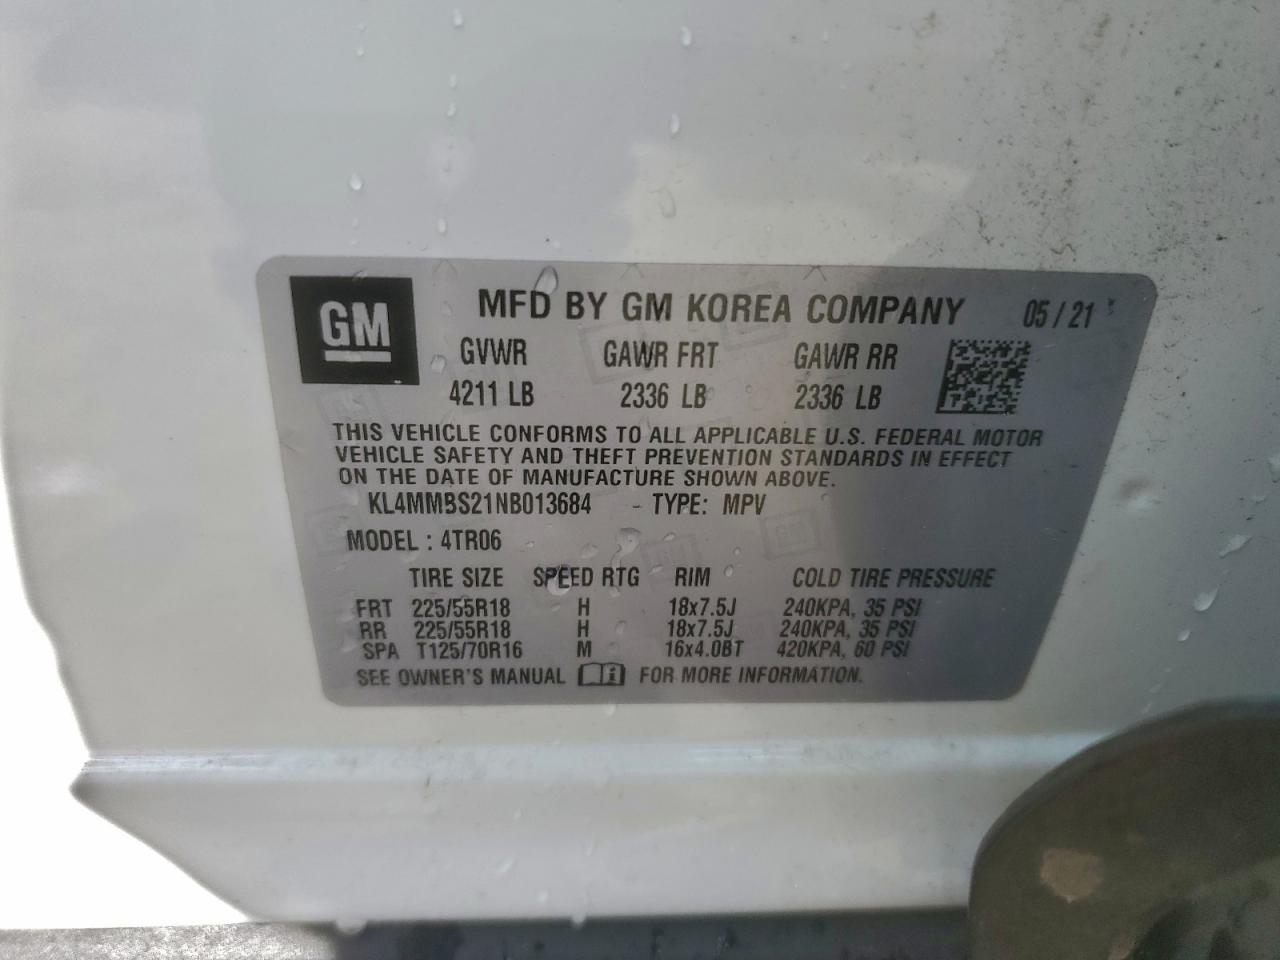 GM
MFD BY GM KOREA COMPANY 05 / 21
GVWR GAWR FRT GAWR RR
4211 LB 2336 LB 2336 LB
THIS VEHICLE CONFORMS TO ALL APPLICABLE U.S. FEDERAL MOTOR
VEHICLE SAFETY AND THEFT PREVENTION STANDARDS IN EFFECT
ON THE DATE OF MANUFACTURE SHOWN ABOVE.
KL4MMBS21NB013684 - TYPE: MPV
MODEL : 4TR06
TIRE SIZE SPEED RTG RIM COLD TIRE PRESSURE
FRT 225/55R18 H 18x7.5J 240KPA, 35 PSI
RR 225/55R18 H 18x7.5J 240KPA, 35 PSI
SPA T125/70R16 M 16x4.0BT 420KPA, 60 PSI
SEE OWNER'S MANUAL FOR MORE INFORMATION.